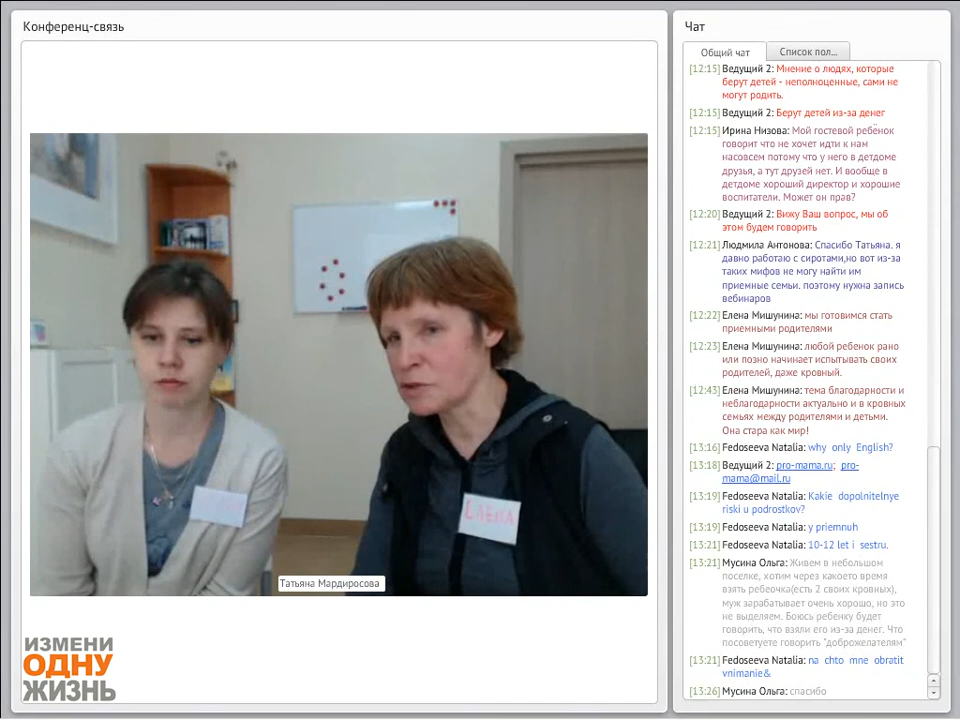 Конференц-связь
Татьяна Мардиросова
ИЗМЕНИ
ОДНУ
ЖИЗНЬ
Чат
Общий чат
Список пол...
[12:15] Ведущий 2: Мнение о людях, которые
берут детей - неполноценные, сами не
могут родить.
[12:15] Ведущий 2: Берут детей из-за денег
[12:15] Ирина Низова: Мой гостевой ребёнок
говорит что не хочет идти к нам
насовсем потому что у него в детдоме
друзья, а тут друзей нет. И вообще в
детдоме хороший директор и хорошие
воспитатели. Может он прав?
[12:20] Ведущий 2: Вижу Ваш вопрос, мы об
этом будем говорить
[12:21] Людмила Антонова: Спасибо Татьяна. я
давно работаю с сиротами,но вот из-за
таких мифов не могу найти им
приемные семьи. поэтому нужна запись
вебинаров
[12:22] Елена Мишунина: мы готовимся стать
приемными родителями
[12:23] Елена Мишунина: любой ребенок рано
или позно начинает испытывать своих
родителей, даже кровный.
[12:43] Елена Мишунина: тема благодарности и
неблагодарности актуально и в кровных
семьях между родителями и детьми.
Она стара как мир!
[13:16] Fedoseeva Natalia: why only English?
[13:18] Ведущий 2: pro-mama.ru; pro-
mama@mail.ru
[13:19] Fedoseeva Natalia: Kakie dopolnitelnye
riski u podrostkov?
[13:19] Fedoseeva Natalia: y priemnuh
[13:21] Fedoseeva Natalia: 10-12 let i sestru.
[13:21] Мусина Ольга: Живем в небольшом
поселке, хотим через какоето время
взять ребеочка(есть 2 своих кровных),
муж зарабатывает очень хорошо, но это
не выделяем. Боюсь ребенку будет
говорить, что взяли его из-за денег. Что
посоветуете говорить "доброжелателям"
[13:21] Fedoseeva Natalia: na chto mne obratit
vnimanie&
[13:26] Мусина Ольга: спасибо